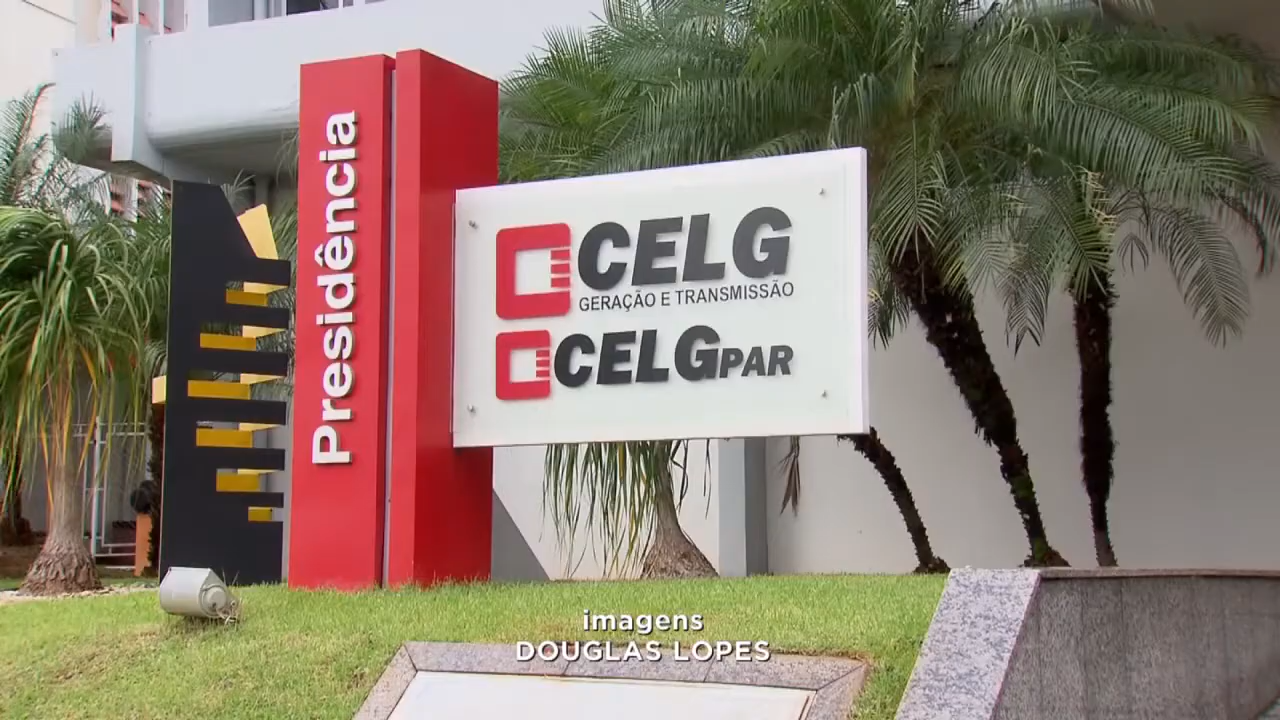 Presidência
CELG
GERAÇÃO E TRANSMISSÃO
CELGPAR
imagens
DOUGLAS LOPES